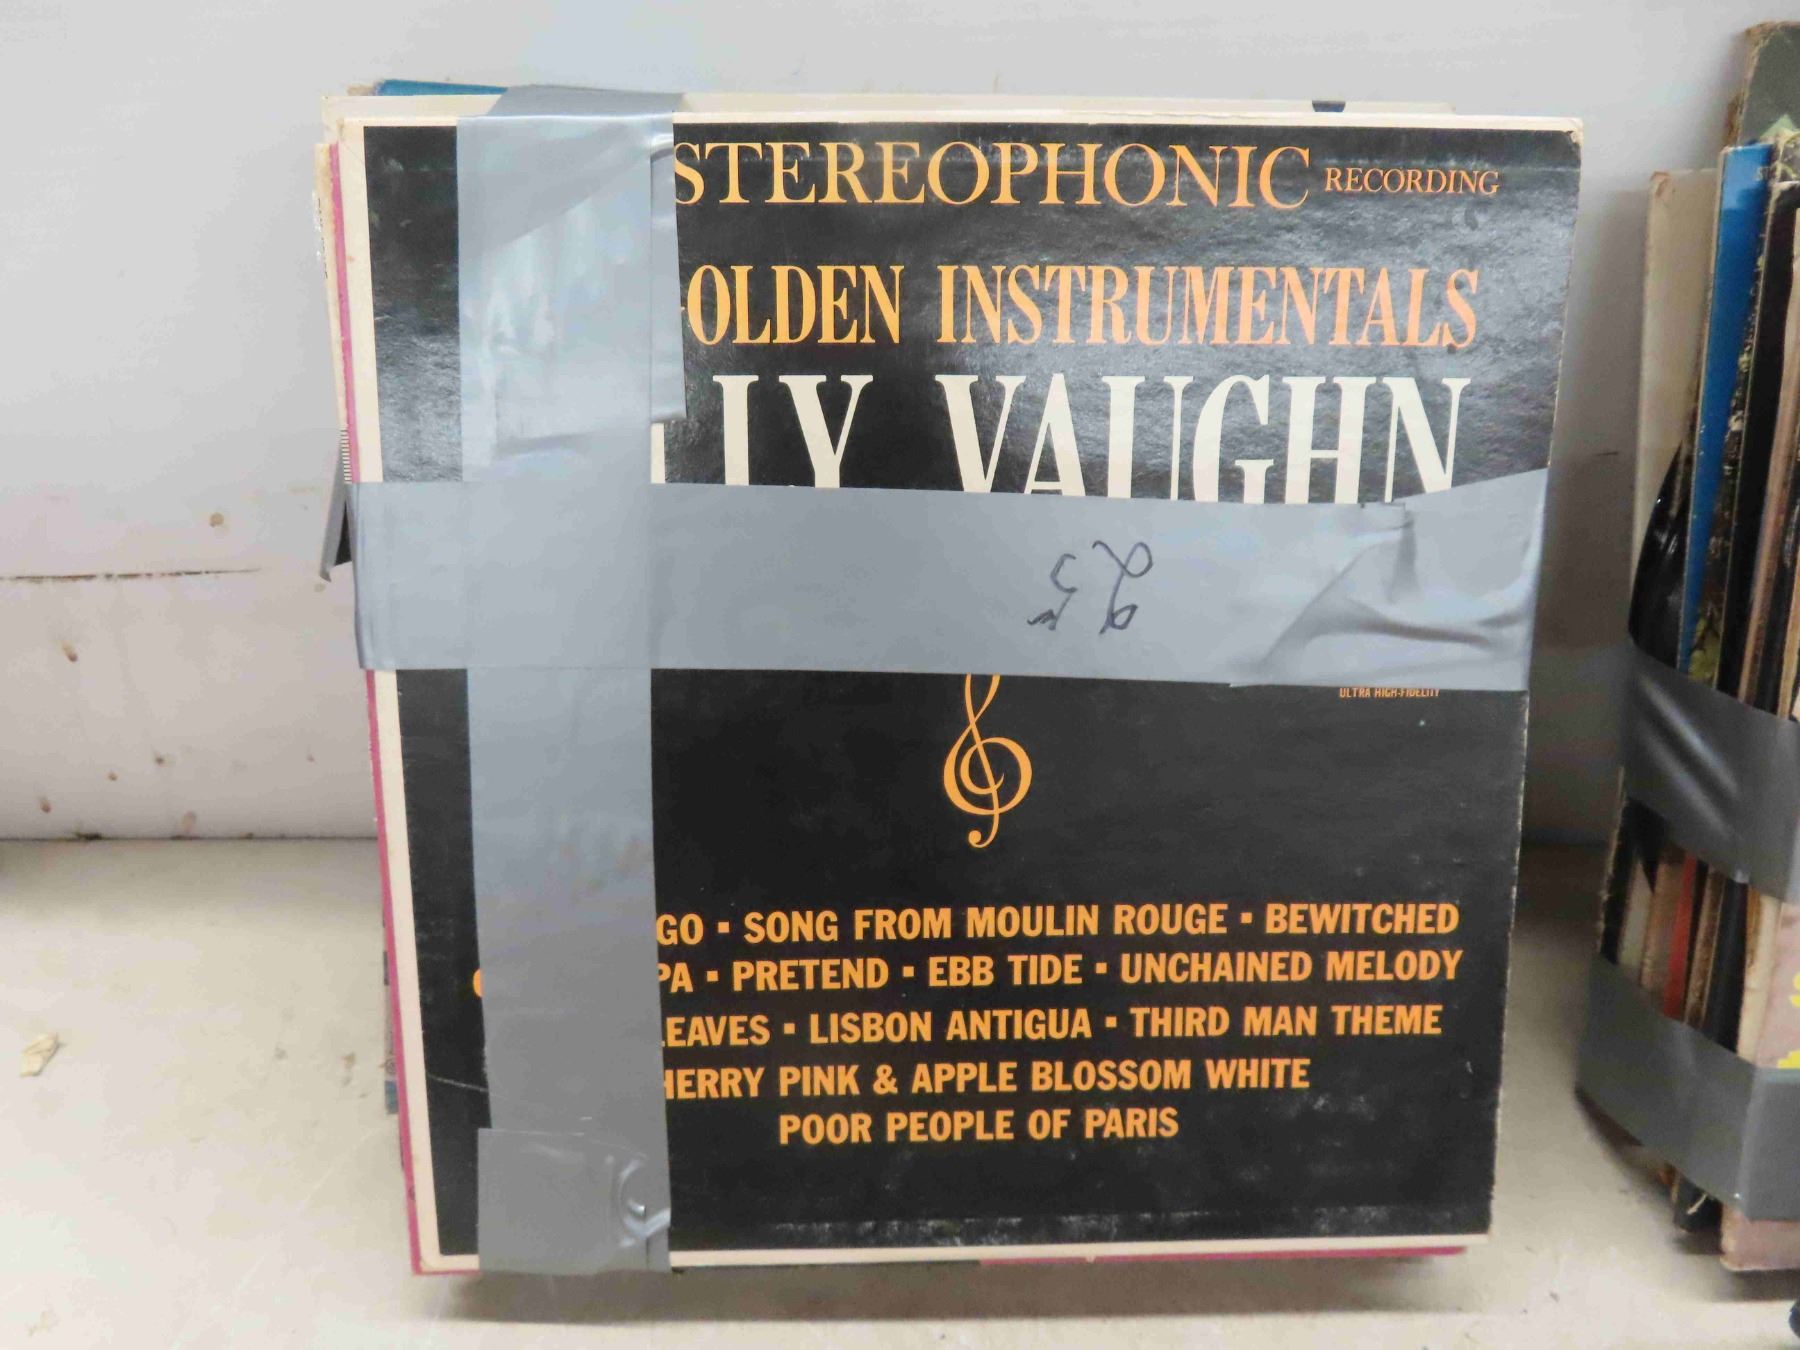 STEREOPHONIC RECORDING
OLDEN INSTRUMENTALS
LLY VAUGHN
ULTRA HIGH-FIDELITY
GO ▪ SONG FROM MOULIN ROUGE ▪ BEWITCHED
PA ▪ PRETEND ▪ EBB TIDE ▪ UNCHAINED MELODY
LEAVES ▪ LISBON ANTIGUA ▪ THIRD MAN THEME
HERRY PINK & APPLE BLOSSOM WHITE
POOR PEOPLE OF PARIS